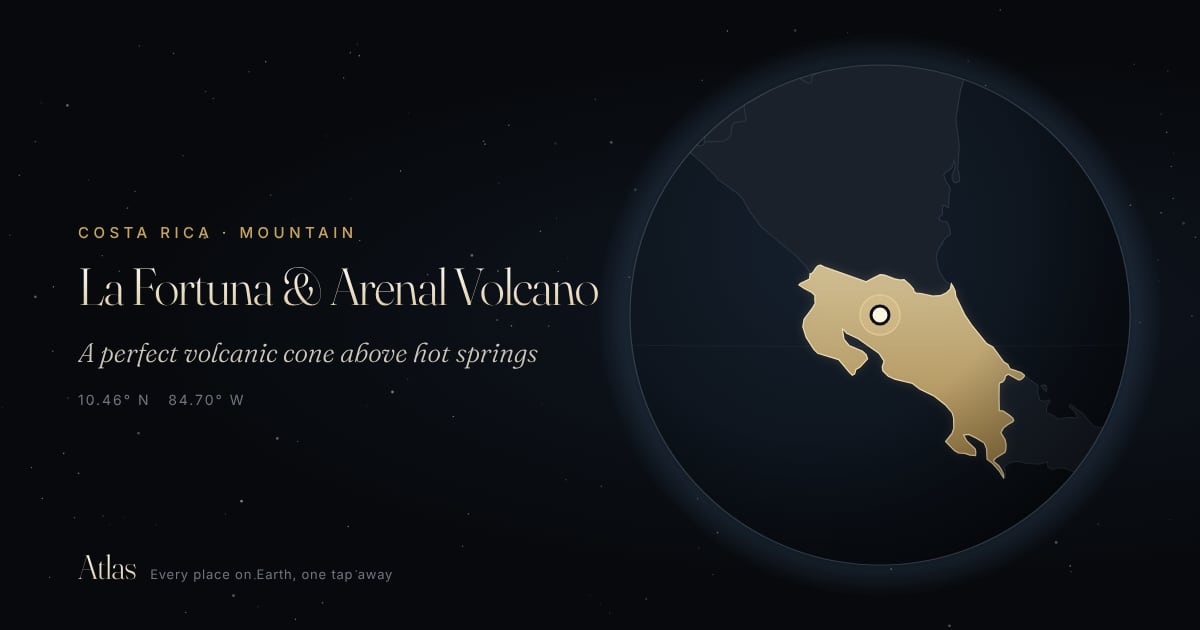 COSTA RICA · MOUNTAIN
La Fortuna & Arenal Volcano
A perfect volcanic cone above hot springs
10.46° N 84.70° W
Atlas Every place on Earth, one tap away